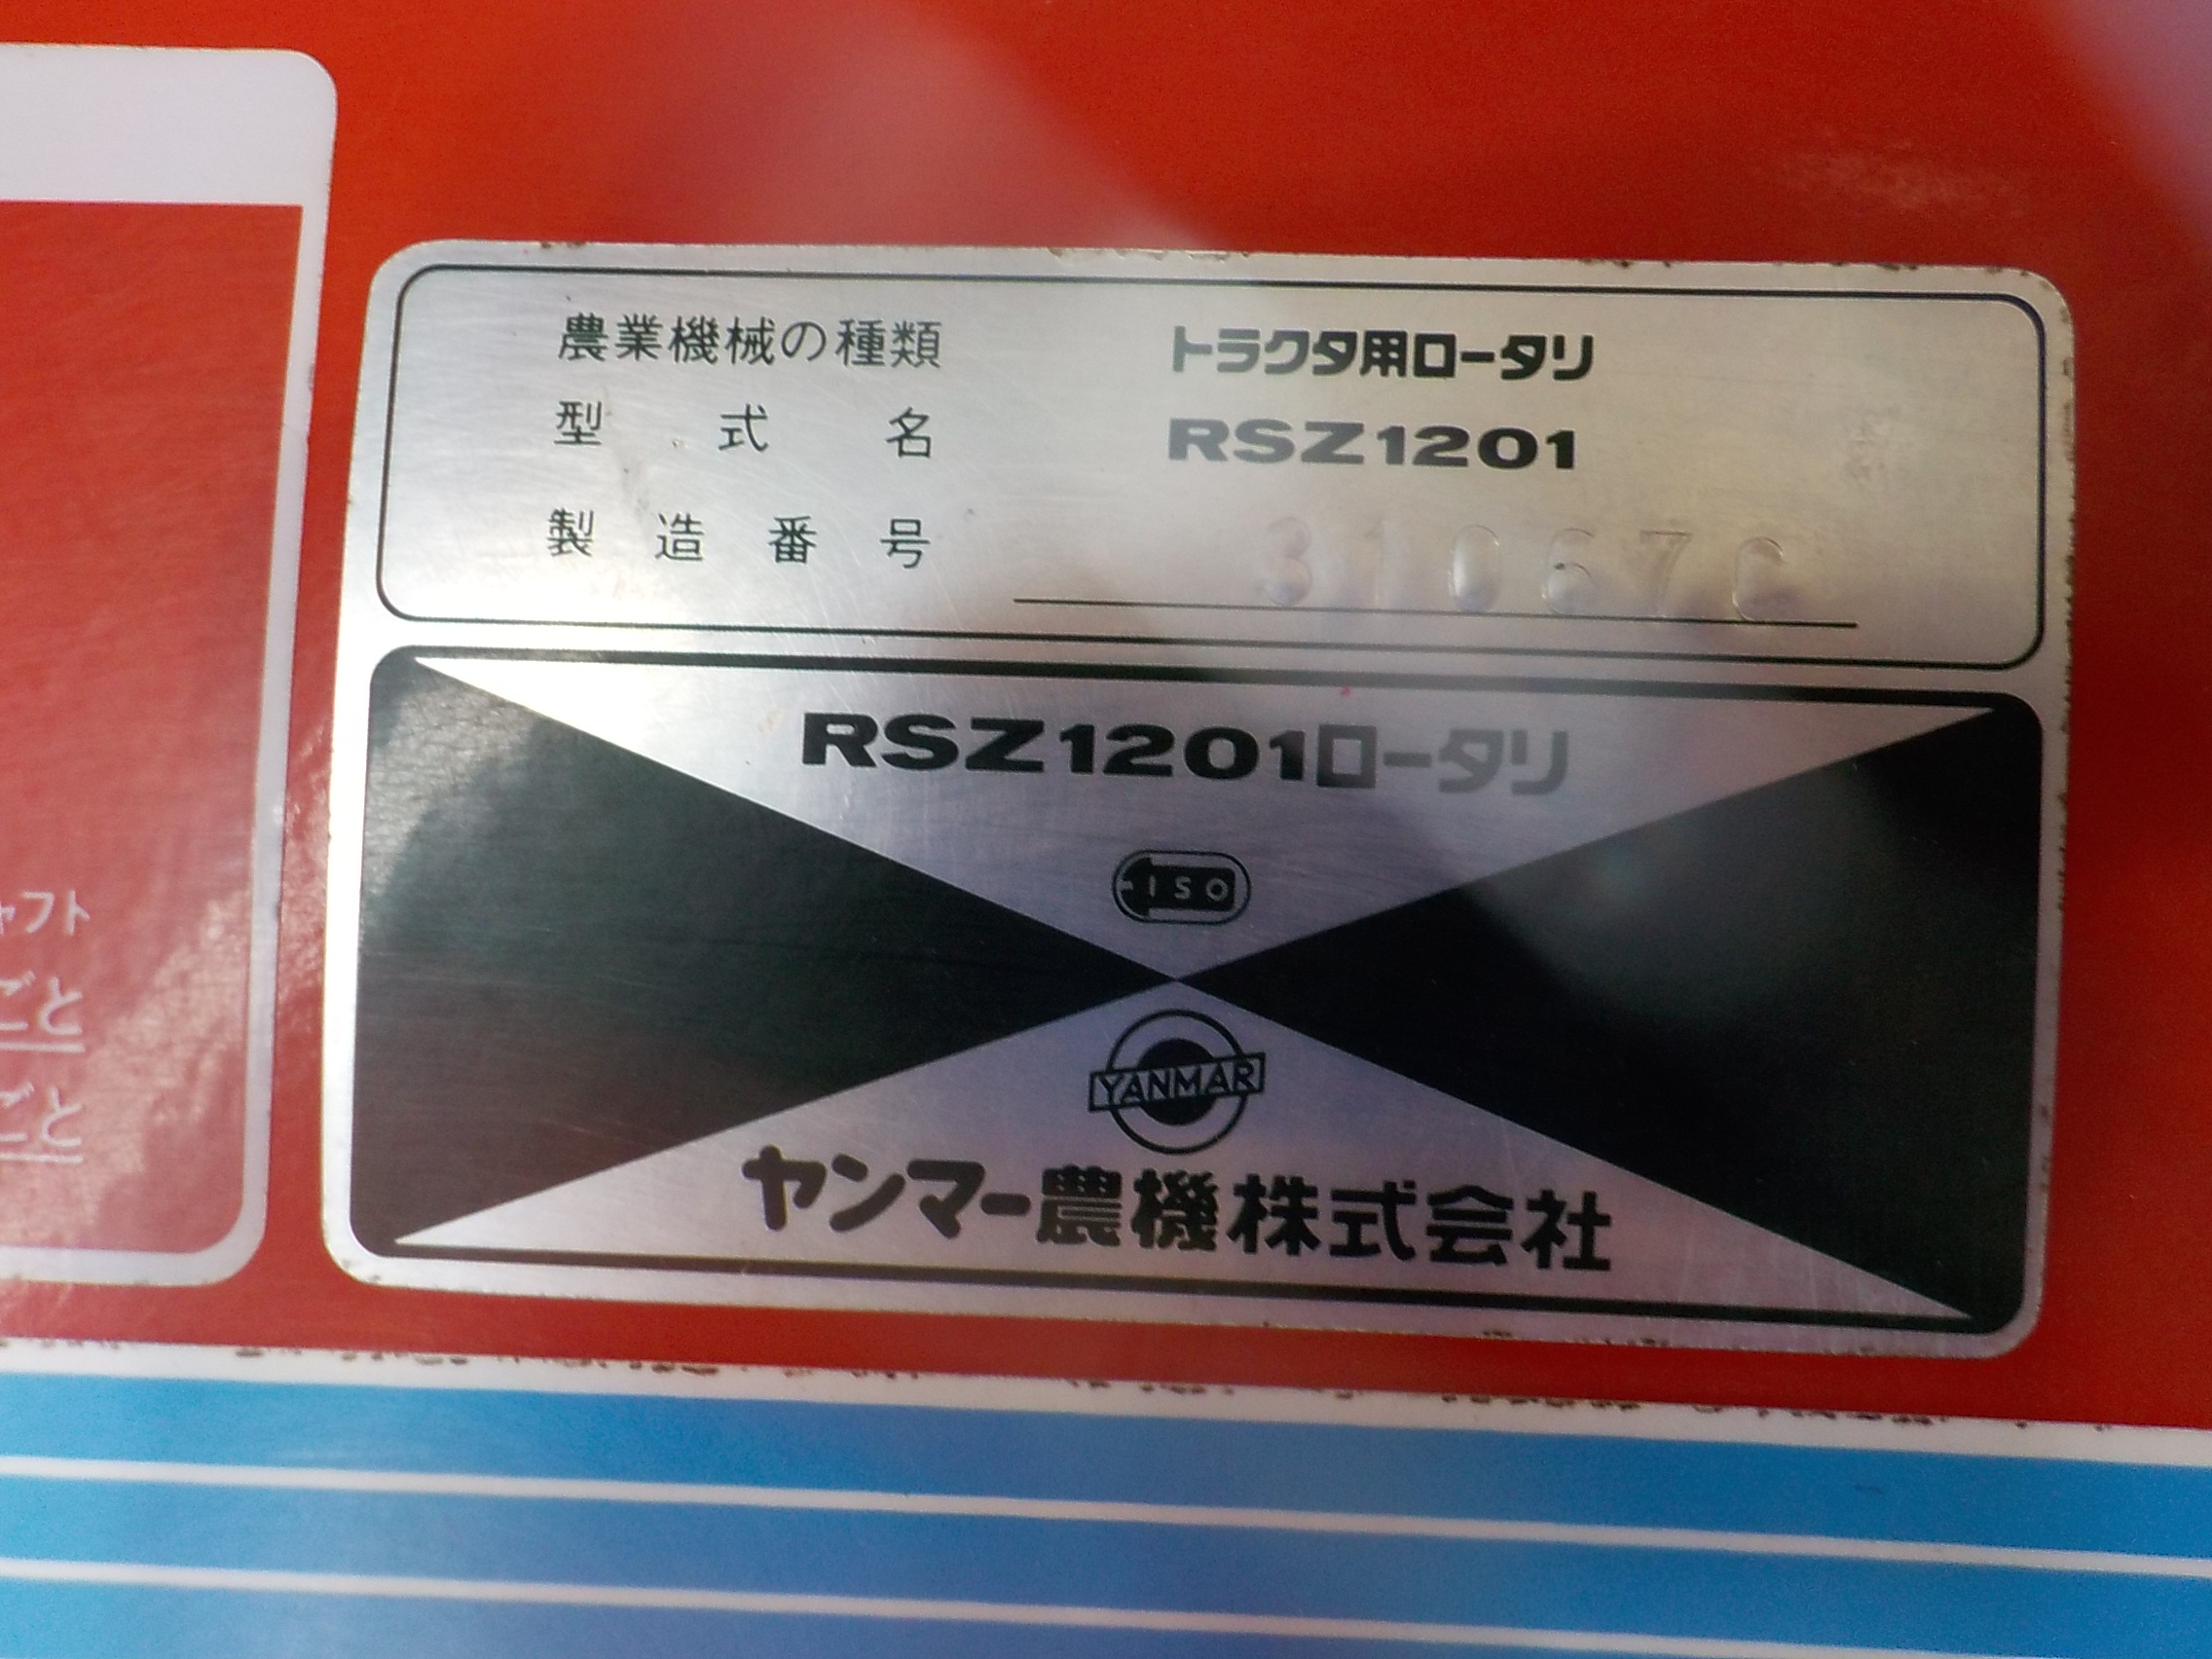 農業機械の種類 トラクタ用ロータリ
型式名 RSZ1201
製造番号 31067C
RSZ1201ロータリ
ISO
YANMAR
ヤンマー農機株式会社
ャフト
ごと
ごと